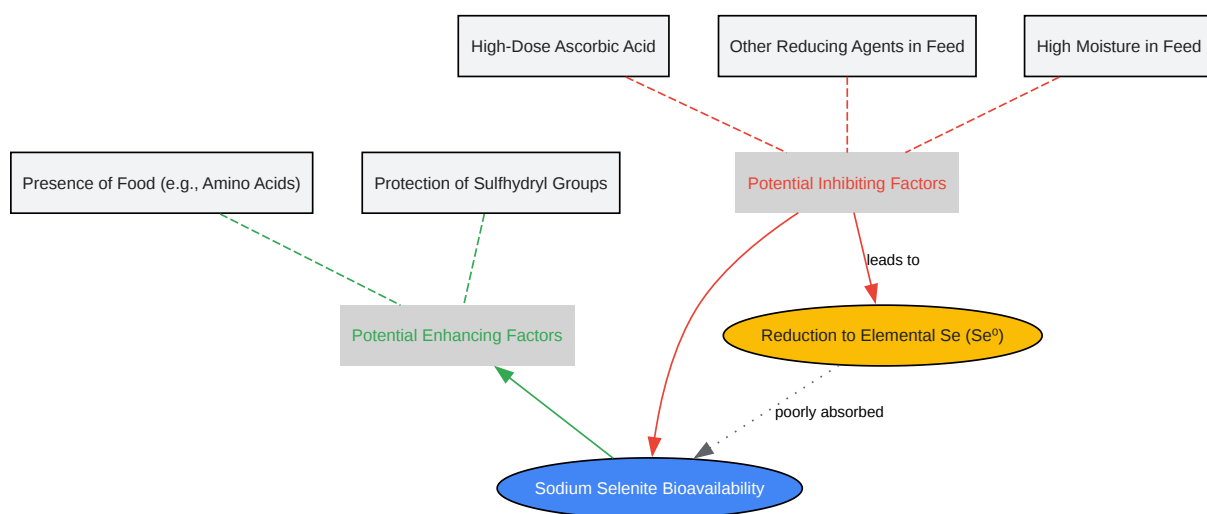 High-Dose Ascorbic Acid
Other Reducing Agents in Feed
High Moisture in Feed
Presence of Food (e.g., Amino Acids)
Protection of Sulfhydryl Groups
Potential Inhibiting Factors
leads to
Potential Enhancing Factors
Reduction to Elemental Se (Se⁰)
poorly absorbed
Sodium Selenite Bioavailability